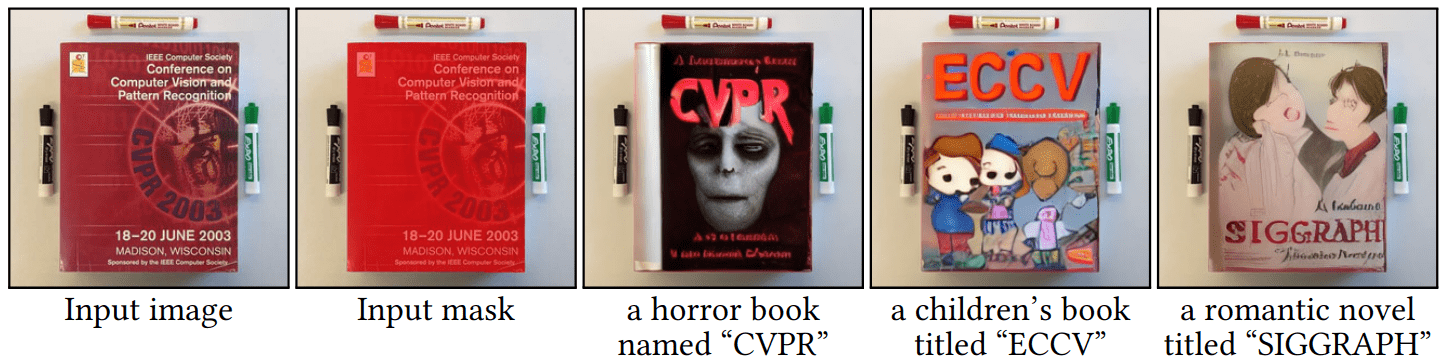 IEEE Computer Society
Conference on
Computer Vision and
Pattern Recognition
CVPR 2003
18-20 JUNE 2003
MADISON, WISCONSIN
Sponsored by the IEEE Computer Society
Input image
IEEE Computer Society
Conference on
Computer Vision and
Pattern Recognition
CVPR 2003
18-20 JUNE 2003
MADISON, WISCONSIN
Sponsored by the IEEE Computer Society
Input mask
CVPR
a horror book
named “CVPR”
ECCV
a children’s book
titled “ECCV”
SIGGRAPH
a romantic novel
titled “SIGGRAPH”